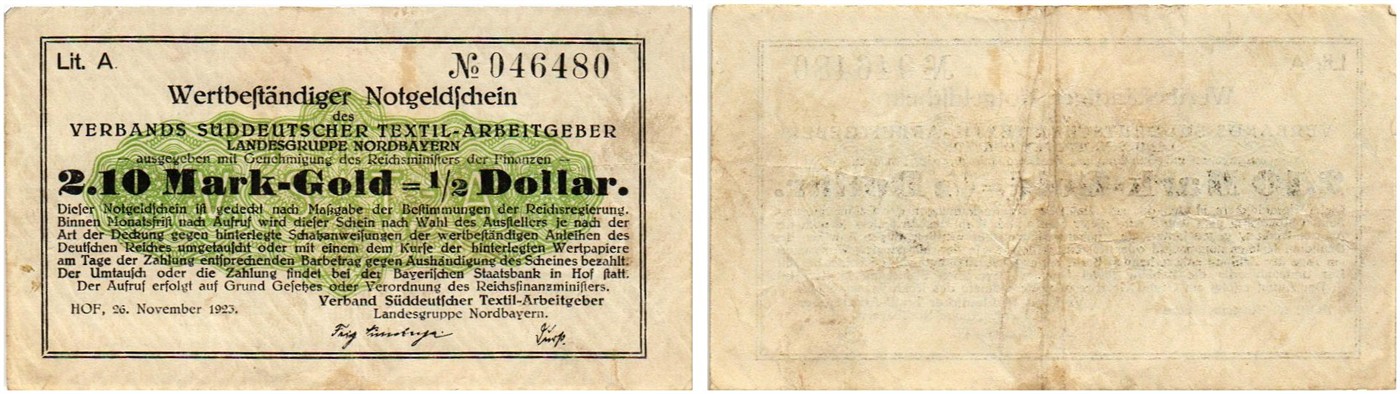 Lit. A.
№ 046480
Wertbeständiger Notgeldschein
des
VERBANDS SÜDDEUTSCHER TEXTIL-ARBEITGEBER
LANDESGRUPPE NORDBAYERN
— ausgegeben mit Genehmigung des Reichsministers der Finanzen —
2.10 Mark-Gold = 1/2 Dollar.
Dieſer Notgeldſchein iſt gedeckt nach Maßgabe der Beſtimmungen der Reichsregierung.
Binnen Monatsfriſt nach Aufruf wird dieſer Schein nach Wahl des Ausſtellers je nach der
Art der Deckung gegen hinterlegte Schatzanweiſungen der wertbeſtändigen Anleihen des
Deutſchen Reiches umgetauſcht oder mit einem dem Kurſe der hinterlegten Wertpapiere
am Tage der Zahlung entſprechenden Barbetrag gegen Aushändigung des Scheines bezahlt.
Der Umtauſch oder die Zahlung findet bei der Bayeriſchen Staatsbank in Hof ſtatt.
Der Aufruf erfolgt auf Grund Geſetzes oder Verordnung des Reichsfinanzminiſters.
HOF, 26. November 1923.
Verband Süddeutſcher Textil-Arbeitgeber
Landesgruppe Nordbayern.